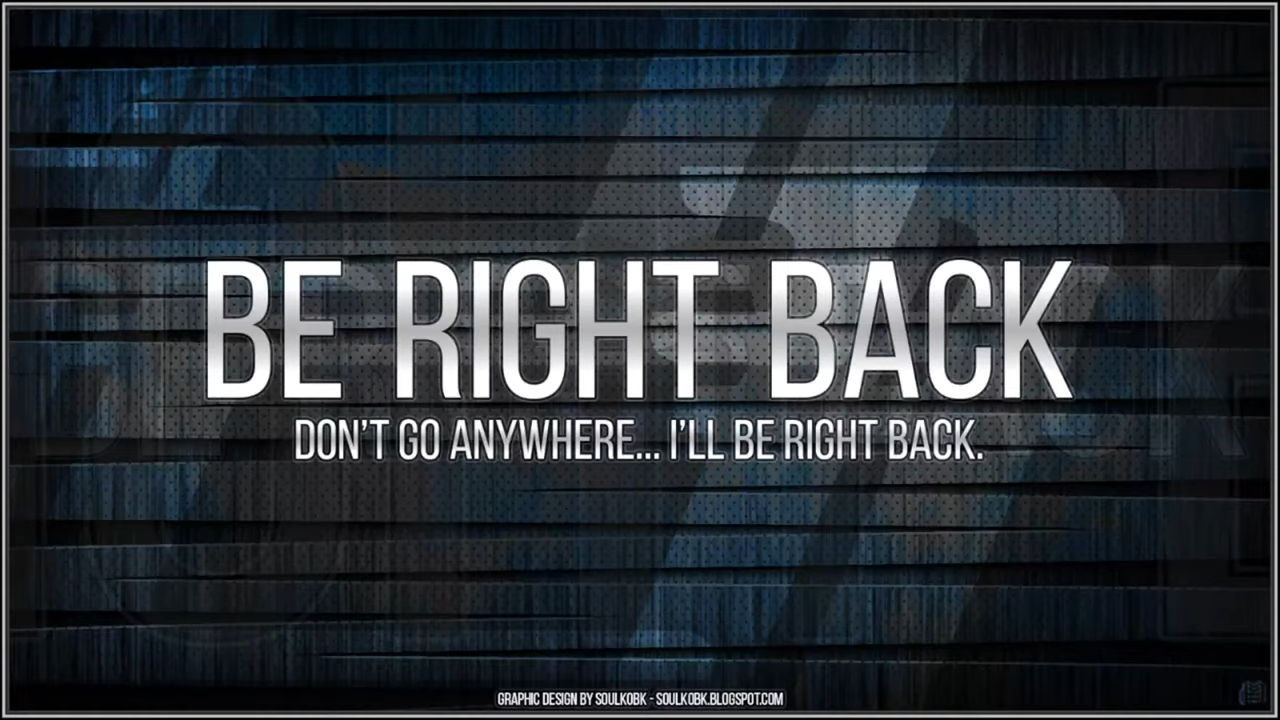 BE RIGHT BACK
DON'T GO ANYWHERE... I'LL BE RIGHT BACK.
GRAPHIC DESIGN BY SOULKOBK - SOULKOBK.BLOGSPOT.COM